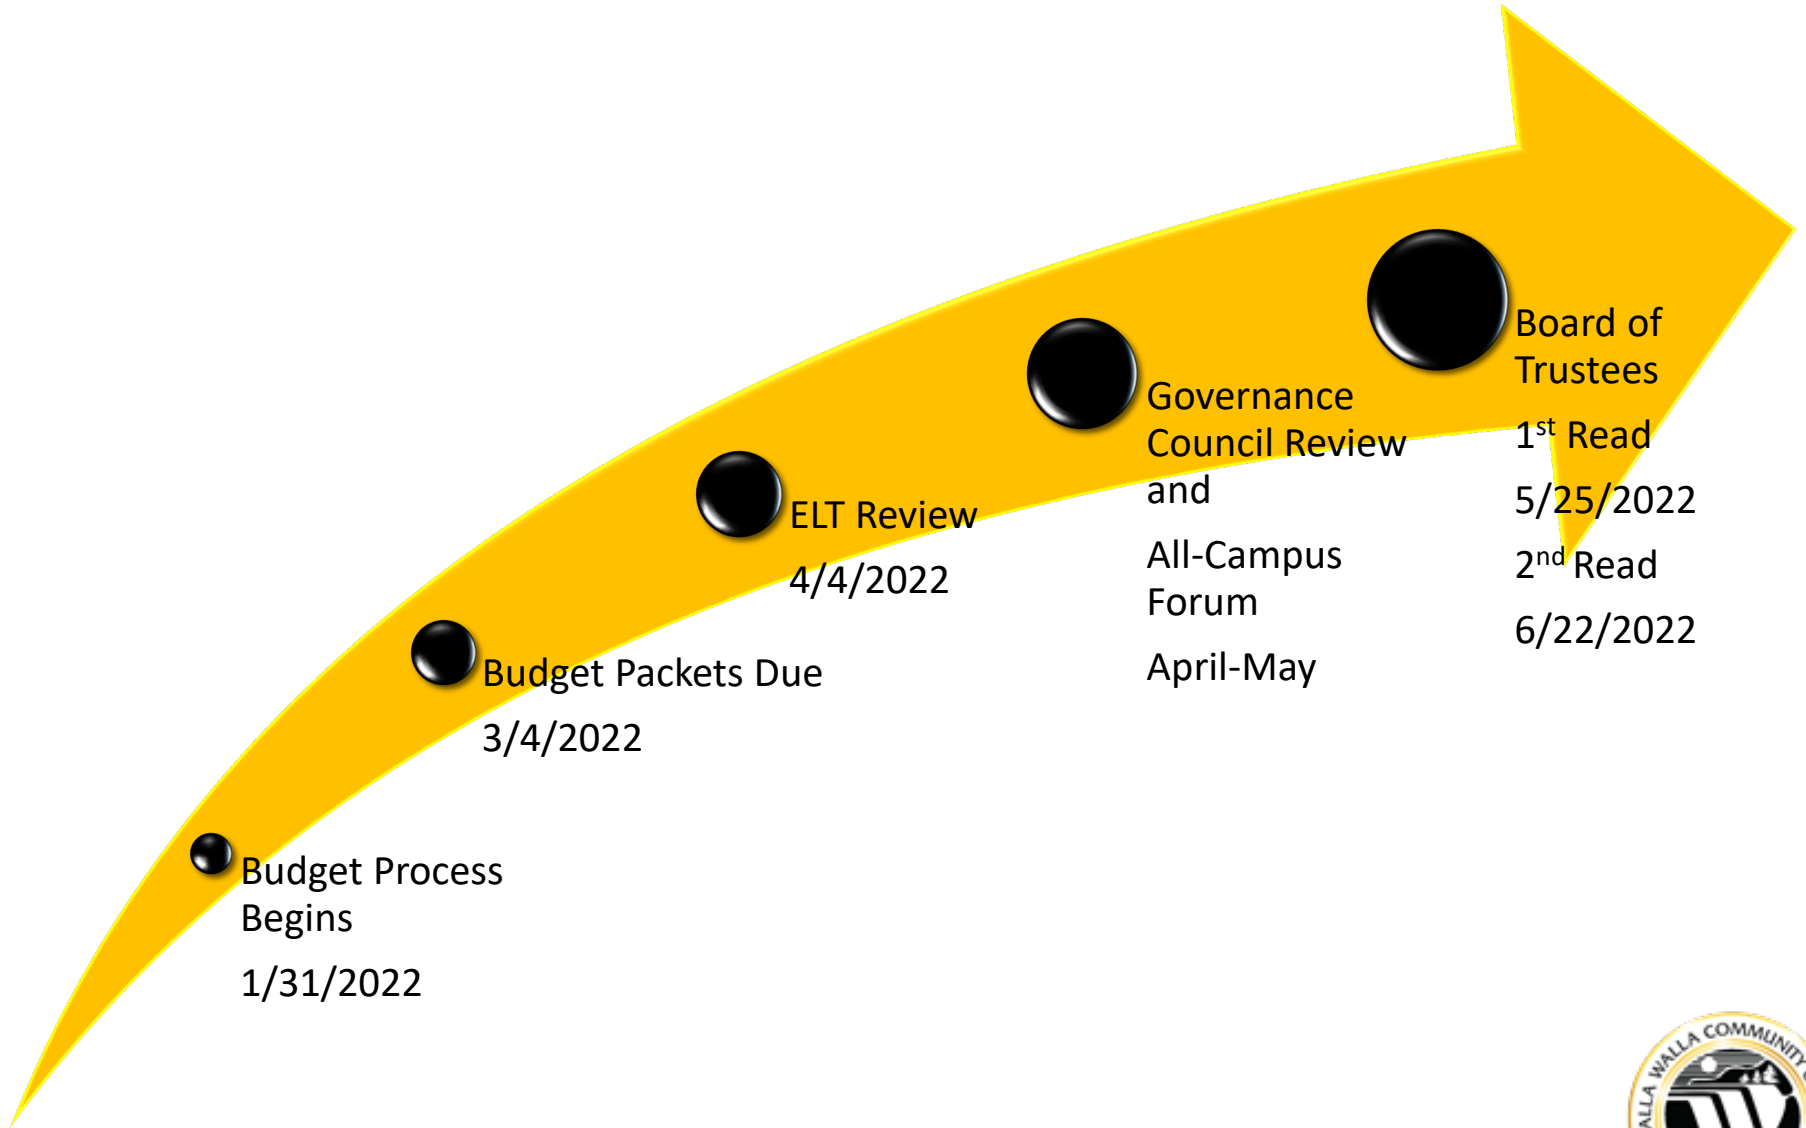 Budget Process
Begins
1/31/2022
Budget Packets Due
3/4/2022
ELT Review
4/4/2022
Governance
Council Review
and
All-Campus
Forum
April-May
Board of
Trustees
1st Read
5/25/2022
2nd Read
6/22/2022
WALLA COMMUNITY